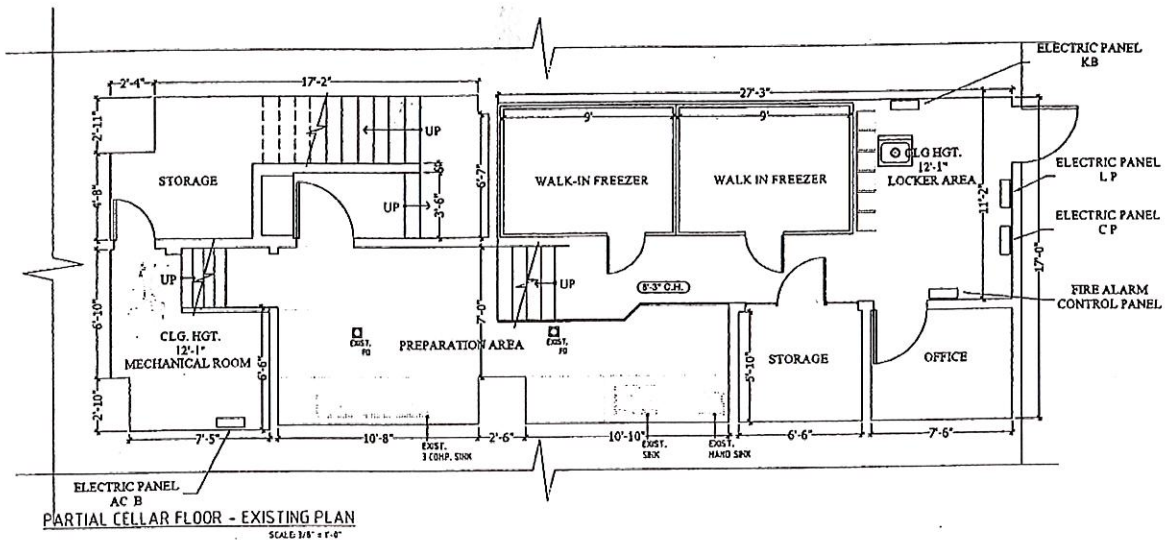 ELECTRIC PANEL
K.B
2'-4"
17'-2"
27'-3"
9'
9'
2'-11"
UP
STORAGE
WALK-IN FREEZER
WALK IN FREEZER
CLG HGT.
12'-1"
LOCKER AREA
ELECTRIC PANEL
L P
4'-8"
UP
3'-6"
6'-7"
11'-2"
ELECTRIC PANEL
C P
17'-0"
UP
UP
8'-3" C.H.
FIRE ALARM
CONTROL PANEL
6'-10"
CLG. HGT.
12'-1"
MECHANICAL ROOM
6'-6"
EXIST.
FD
PREPARATION AREA
7'-0"
EXIST.
FD
STORAGE
5'-10"
OFFICE
2'-10"
7'-5"
10'-8"
2'-6"
10'-10"
6'-6"
7'-6"
EXIST.
3 COMP. SINK
EXIST.
SINK
EXIST.
HAND SINK
ELECTRIC PANEL
AC B
PARTIAL CELLAR FLOOR - EXISTING PLAN
SCALE: 3/8" = 1'-0"